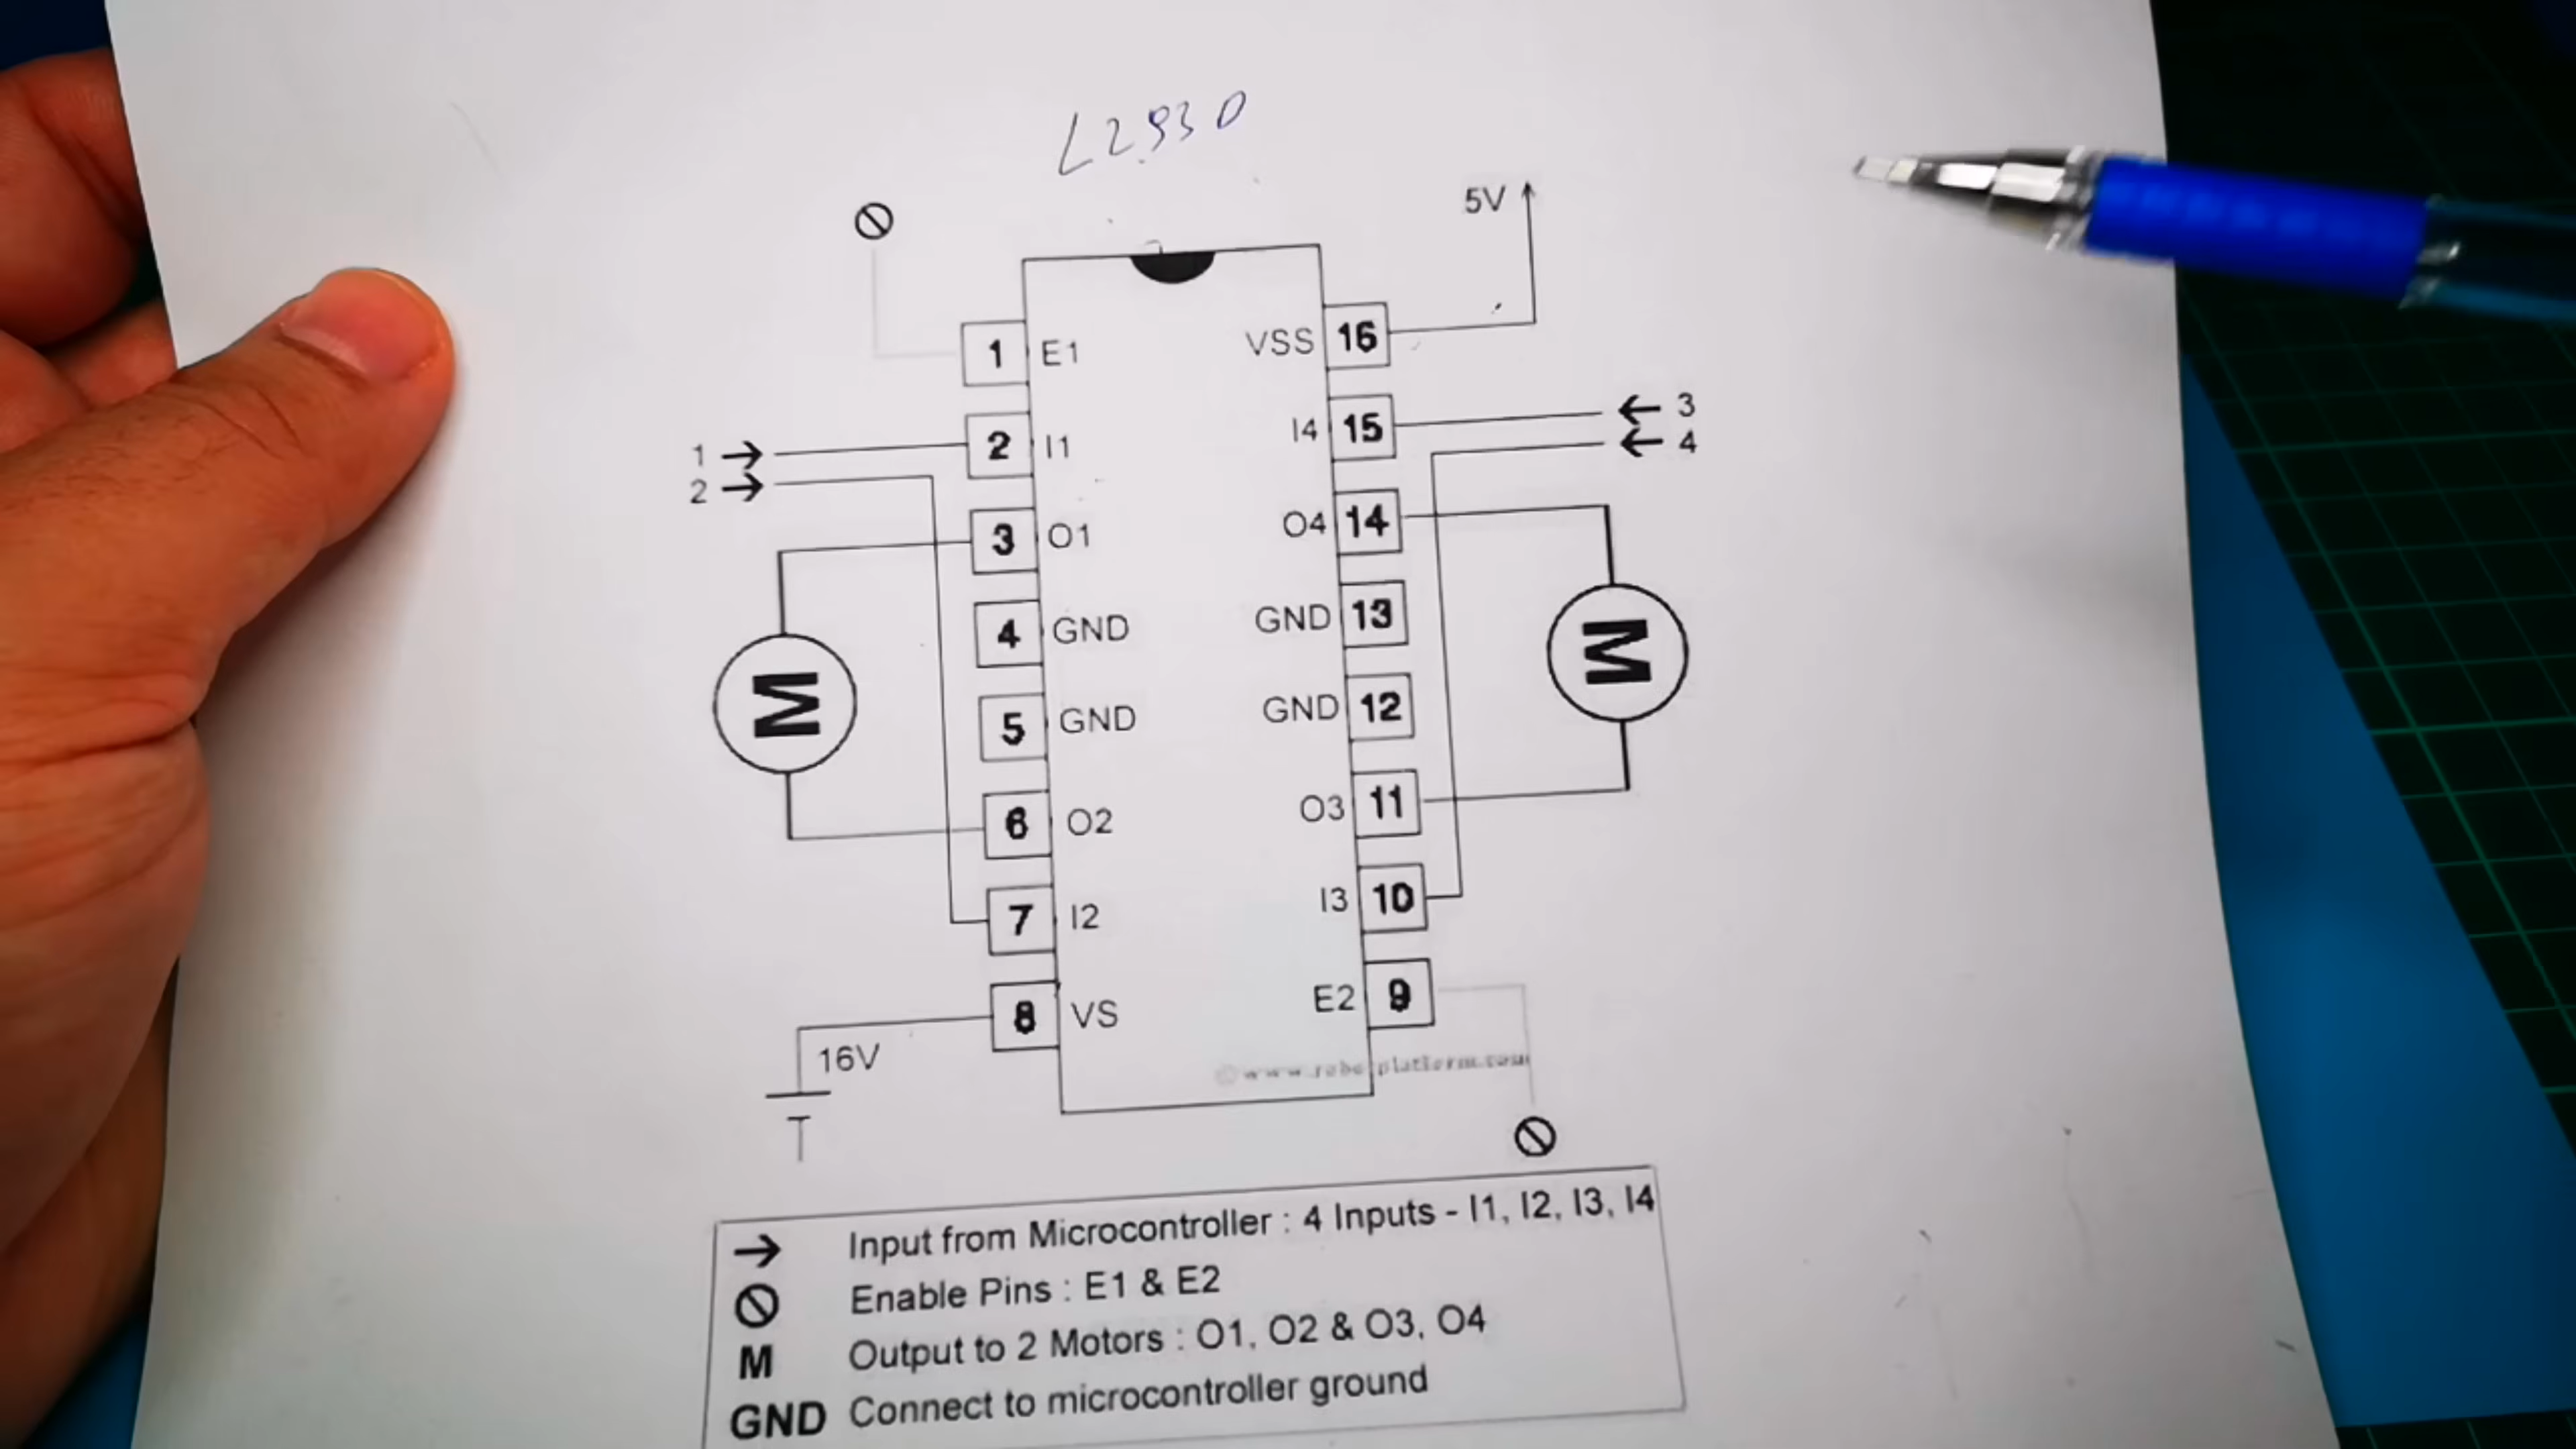 L293D
5V
1 E1
VSS 16
1 → 2 I1
I4 15 ← 3
2 →
← 4
3 O1
O4 14
4 GND
GND 13
M
M
5 GND
GND 12
6 O2
O3 11
7 I2
I3 10
8 VS
E2 9
16V
© www.robotplatform.com
→ Input from Microcontroller : 4 Inputs - I1, I2, I3, I4
Enable Pins : E1 & E2
M Output to 2 Motors : O1, O2 & O3, O4
GND Connect to microcontroller ground